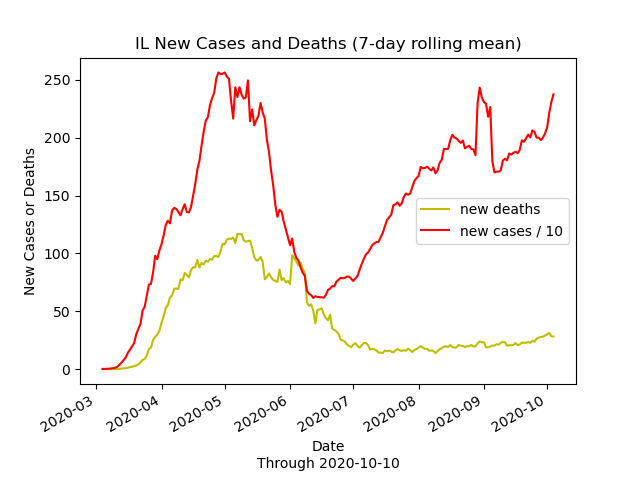 IL New Cases and Deaths (7-day rolling mean)
New Cases or Deaths
250
200
150
100
50
0
new deaths
new cases / 10
2020-03
2020-04
2020-05
2020-06
2020-07
2020-08
2020-09
2020-10
Date
Through 2020-10-10